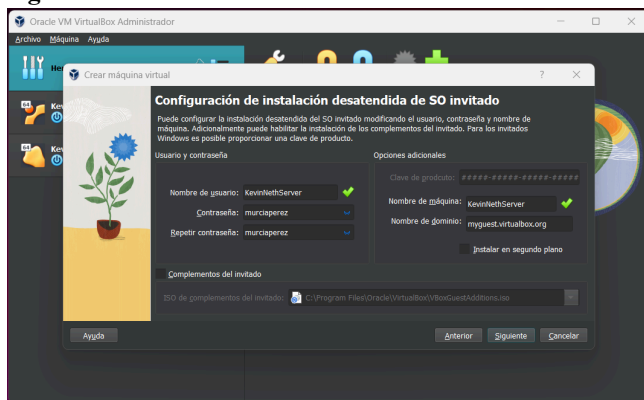 Oracle VM VirtualBox Administrador
Archivo Máquina Ayuda
Crear máquina virtual
Configuración de instalación desatendida de SO invitado
Puede configurar la instalación desatendida del SO invitado modificando el usuario, contraseña y nombre de
máquina. Adicionalmente puede habilitar la instalación de los complementos del invitado. Para los invitados
Windows es posible proporcionar una clave de producto.
Usuario y contraseña
Nombre de usuario: KevinNethServer
Contraseña: murciaperez
Repetir contraseña: murciaperez
Opciones adicionales
Clave de prodcuto: #####-#####-#####-#####
Nombre de máquina: KevinNethServer
Nombre de dominio: myguest.virtualbox.org
Instalar en segundo plano
Complementos del invitado
ISO de complementos del invitado: C:\Program Files\Oracle\VirtualBox\VBoxGuestAdditions.iso
Ayuda
Anterior Siguiente Cancelar